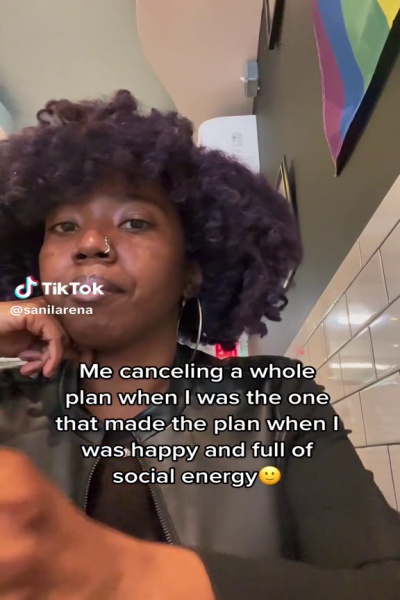 TikTok
@sanilarena
Me canceling a whole
plan when I was the one
that made the plan when I
was happy and full of
social energy🙂